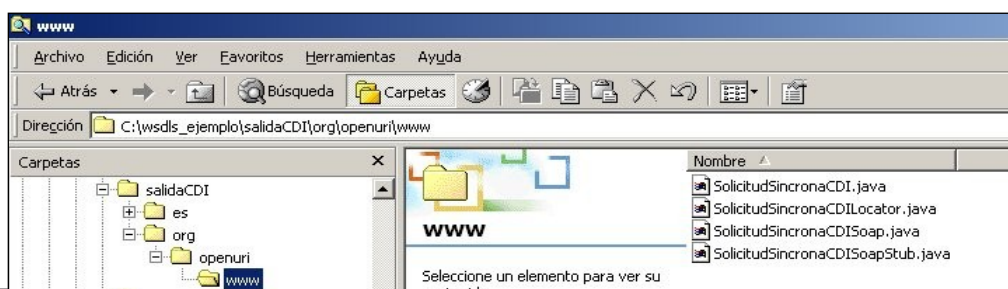 www
Archivo Edición Ver Favoritos Herramientas Ayuda
Atrás Búsqueda Carpetas
Dirección C:\wsdls_ejemplo\salidaCDI\org\openuri\www
Carpetas x
salidaCDI
es
org
openuri
www
www
Seleccione un elemento para ver su
Nombre
SolicitudSincronaCDI.java
SolicitudSincronaCDILocator.java
SolicitudSincronaCDISoap.java
SolicitudSincronaCDISoapStub.java